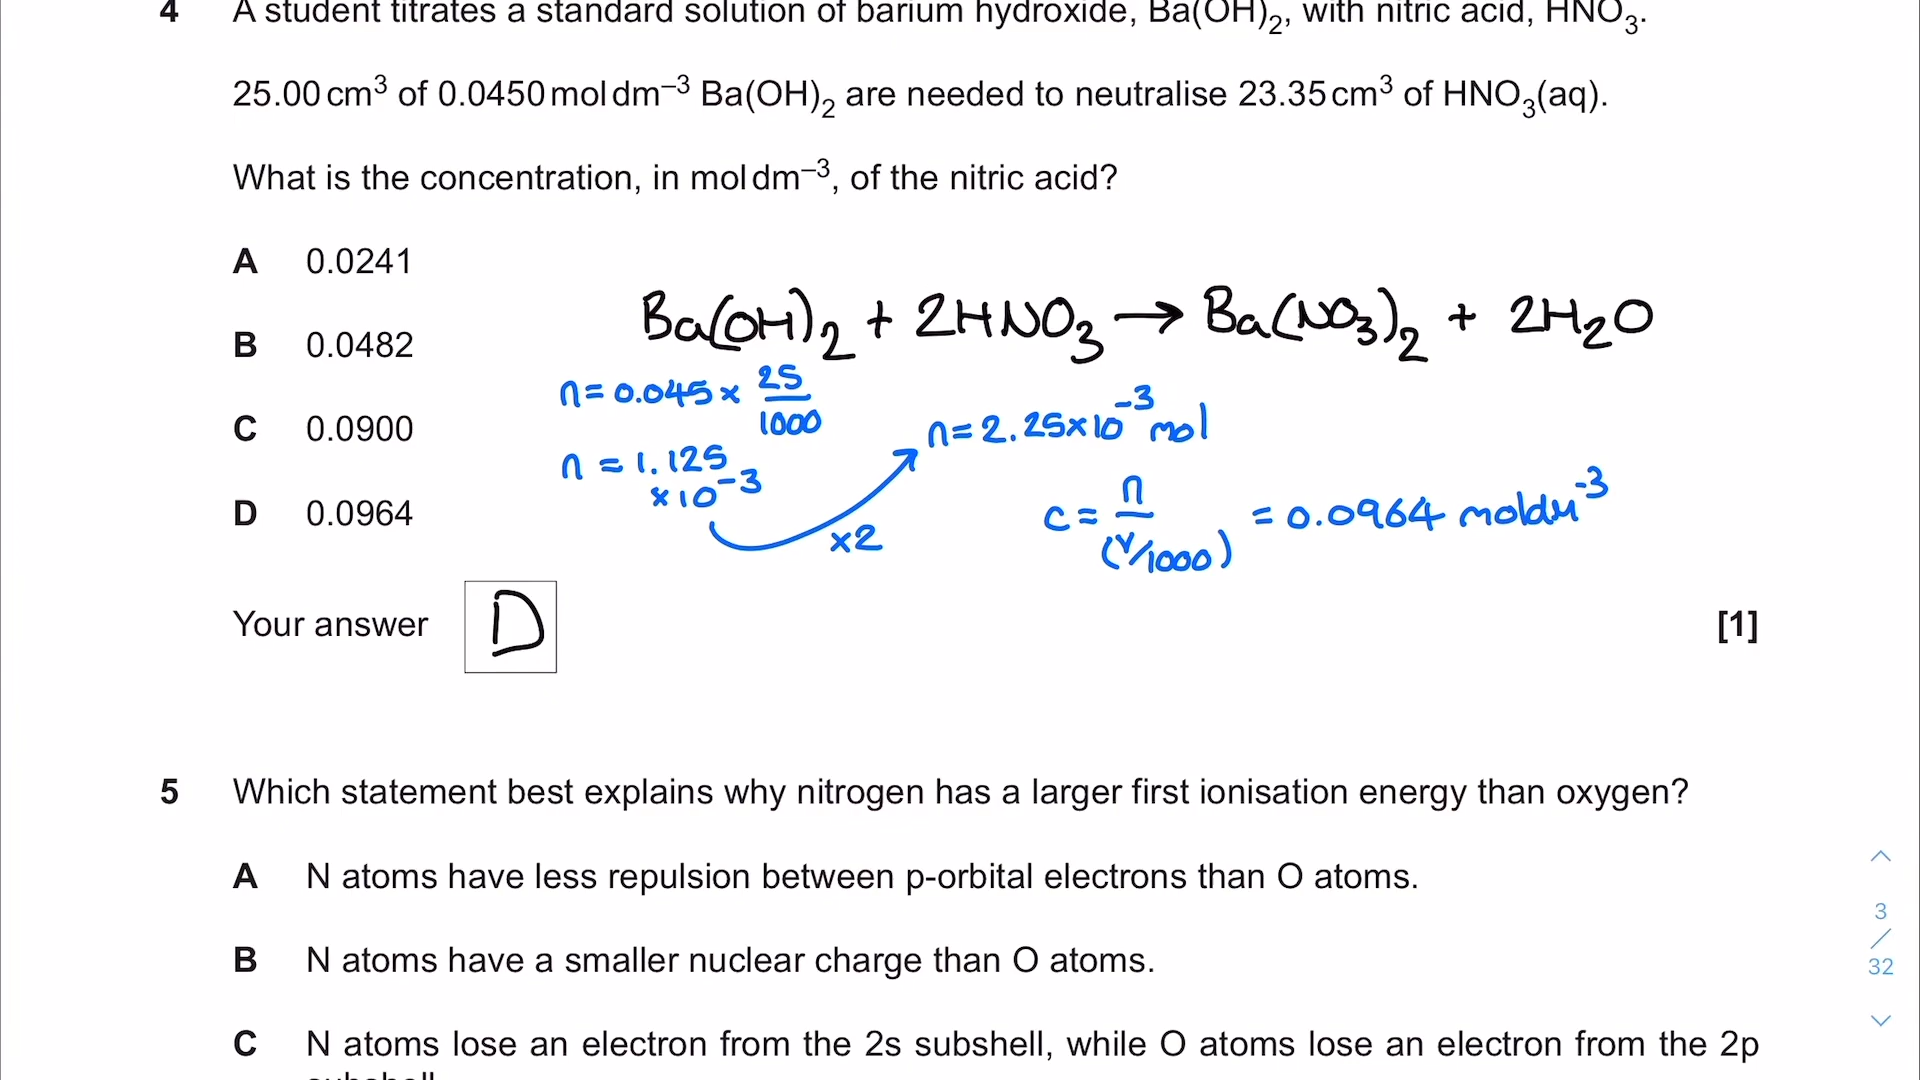 4 A student titrates a standard solution of barium hydroxide, Ba(OH)₂, with nitric acid, HNO₃.
25.00 cm³ of 0.0450 mol dm⁻³ Ba(OH)₂ are needed to neutralise 23.35 cm³ of HNO₃(aq).
What is the concentration, in mol dm⁻³, of the nitric acid?
A 0.0241
B 0.0482
C 0.0900
D 0.0964
Ba(OH)₂ + 2HNO₃ → Ba(NO₃)₂ + 2H₂O
n = 0.045 × 25/1000
n = 1.125
× 10⁻³
×2
n = 2.25 × 10⁻³ mol
c = n/(V/1000) = 0.0964 moldm⁻³
Your answer D [1]
5 Which statement best explains why nitrogen has a larger first ionisation energy than oxygen?
A N atoms have less repulsion between p-orbital electrons than O atoms.
B N atoms have a smaller nuclear charge than O atoms.
C N atoms lose an electron from the 2s subshell, while O atoms lose an electron from the 2p
subshell.
3
/
32